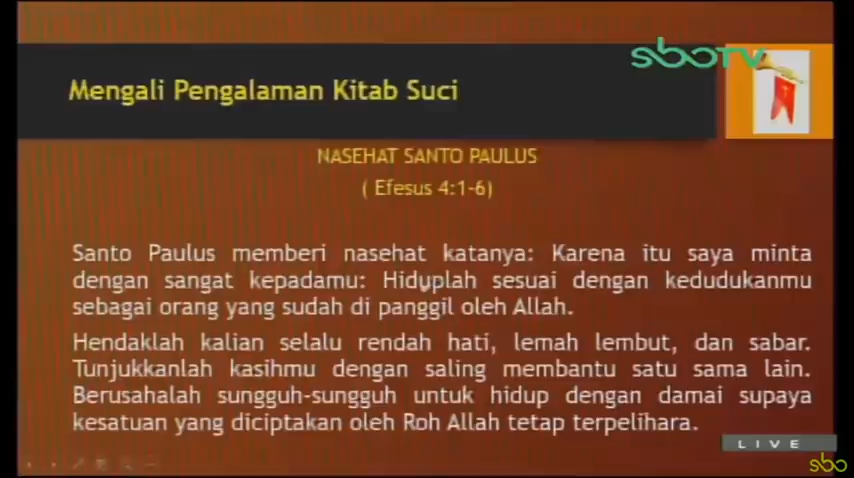 sboTV
Mengali Pengalaman Kitab Suci
NASEHAT SANTO PAULUS
( Efesus 4:1-6)
Santo Paulus memberi nasehat katanya: Karena itu saya minta
dengan sangat kepadamu: Hiduplah sesuai dengan kedudukanmu
sebagai orang yang sudah di panggil oleh Allah.
Hendaklah kalian selalu rendah hati, lemah lembut, dan sabar.
Tunjukkanlah kasihmu dengan saling membantu satu sama lain.
Berusahalah sungguh-sungguh untuk hidup dengan damai supaya
kesatuan yang diciptakan oleh Roh Allah tetap terpelihara.
LIVE
sbo